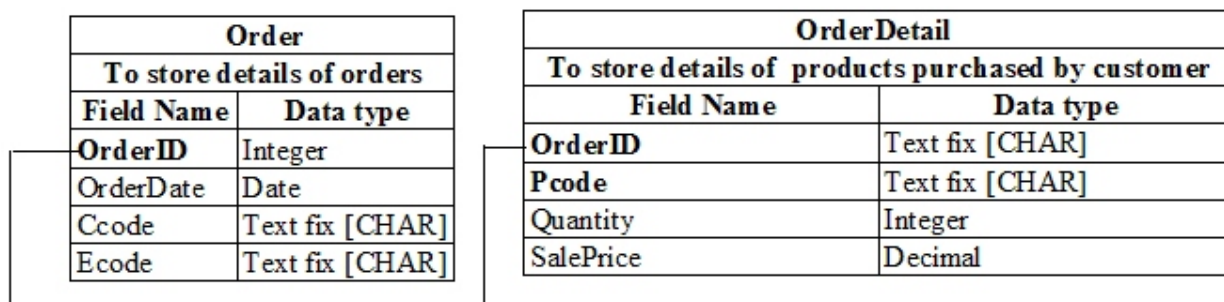 Order
To store details of orders
Field Name Data type
OrderID Integer
OrderDate Date
Ccode Text fix [CHAR]
Ecode Text fix [CHAR]
OrderDetail
To store details of products purchased by customer
Field Name Data type
OrderID Text fix [CHAR]
Pcode Text fix [CHAR]
Quantity Integer
SalePrice Decimal